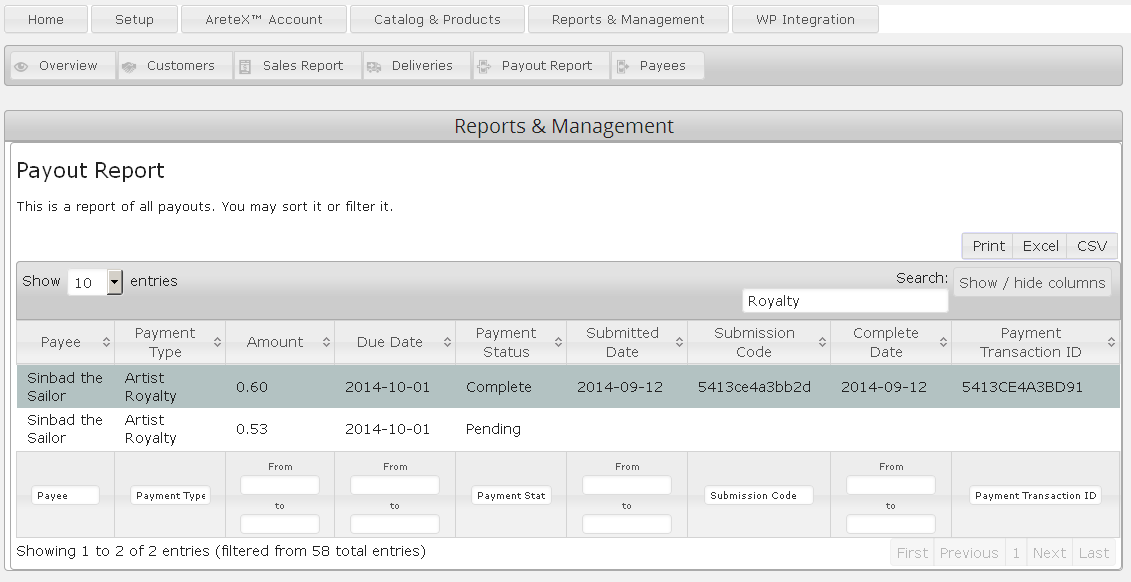 Home Setup AreteX™ Account Catalog & Products Reports & Management WP Integration
Overview Customers Sales Report Deliveries Payout Report Payees
Reports & Management
Payout Report
This is a report of all payouts. You may sort it or filter it.
Print Excel CSV
Show 10 entries
Search: Show / hide columns
Royalty
Payee Payment Type Amount Due Date Payment Status Submitted Date Submission Code Complete Date Payment Transaction ID
Sinbad the Sailor Artist Royalty 0.60 2014-10-01 Complete 2014-09-12 5413ce4a3bb2d 2014-09-12 5413CE4A3BD91
Sinbad the Sailor Artist Royalty 0.53 2014-10-01 Pending
From From From From
Payee Payment Type Payment Stat Submission Code Payment Transaction ID
to to to to
Showing 1 to 2 of 2 entries (filtered from 58 total entries)
First Previous 1 Next Last